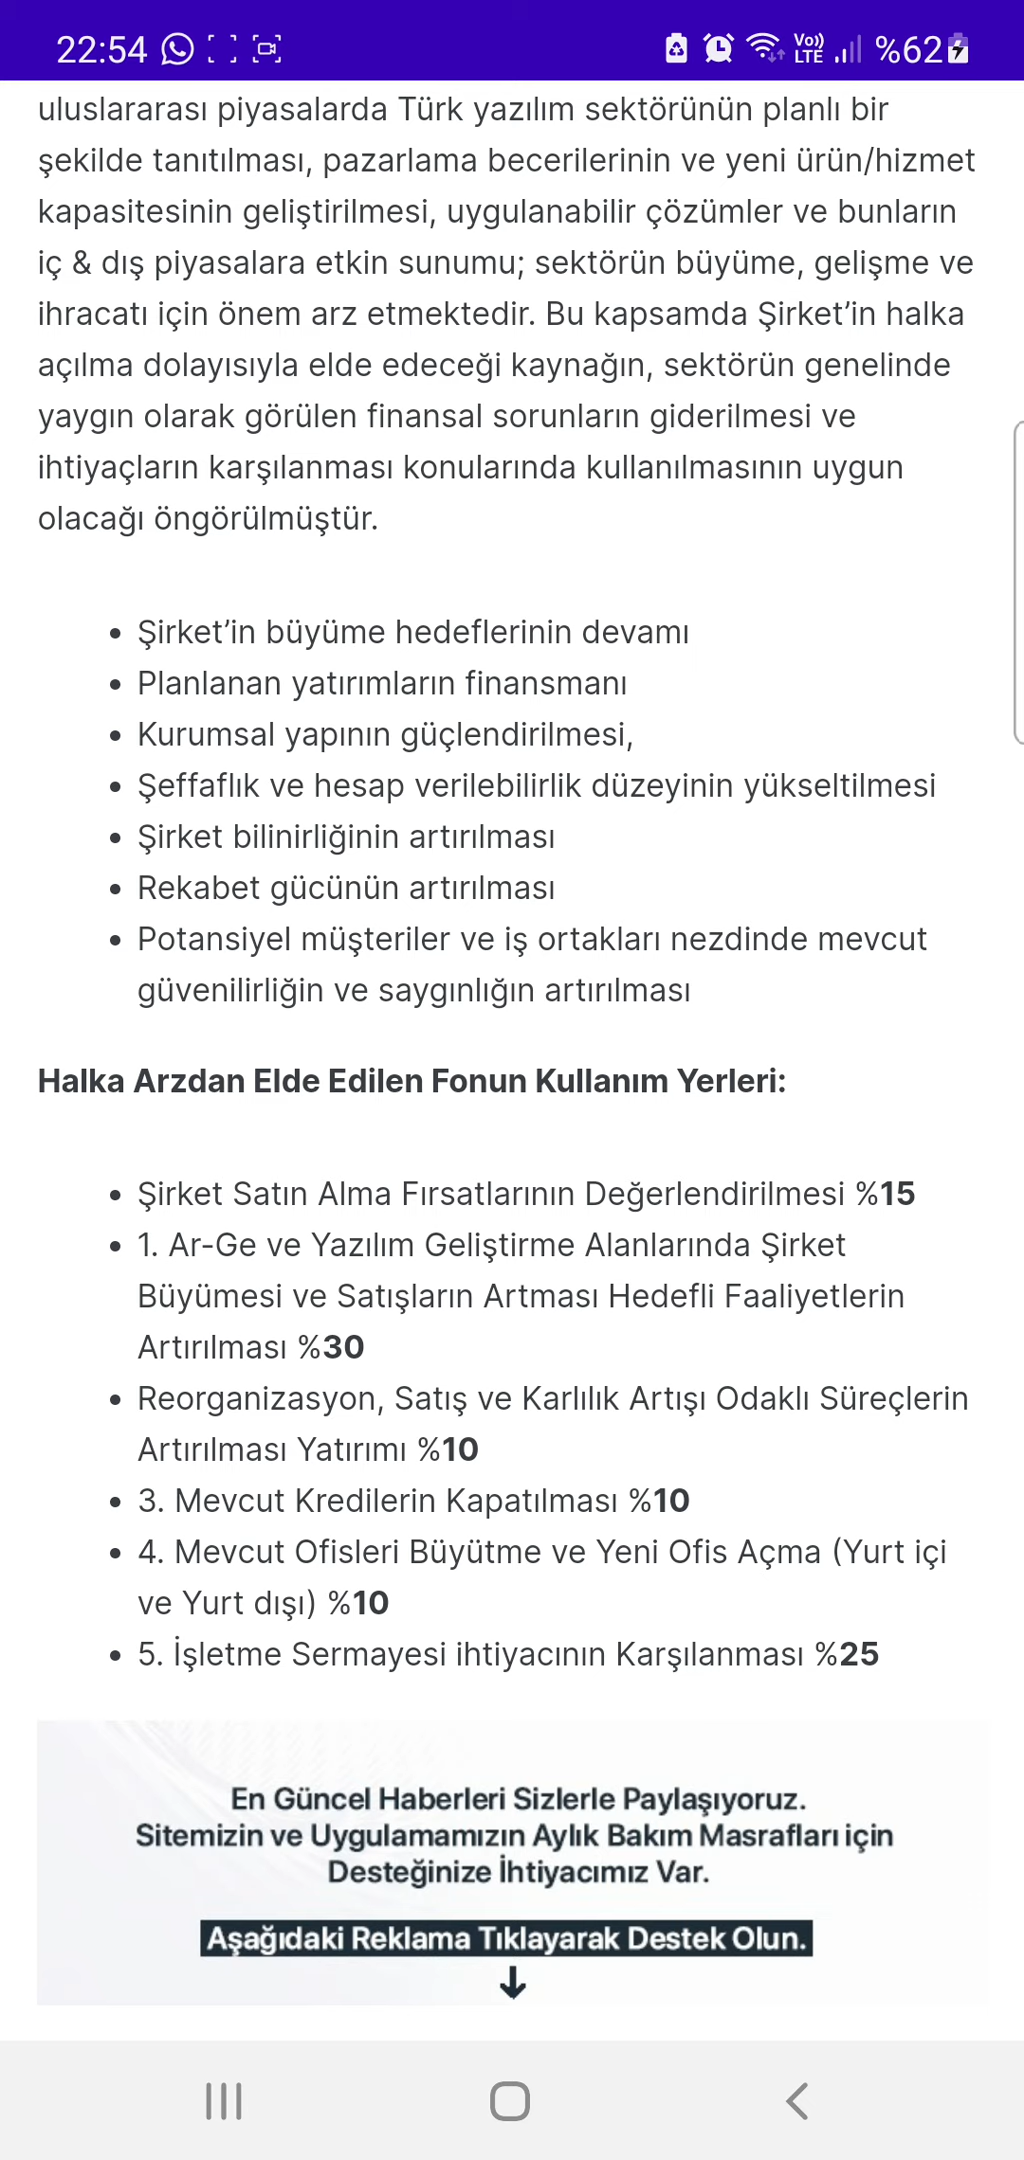 22:54 Vo)) LTE %62
uluslararası piyasalarda Türk yazılım sektörünün planlı bir
şekilde tanıtılması, pazarlama becerilerinin ve yeni ürün/hizmet
kapasitesinin geliştirilmesi, uygulanabilir çözümler ve bunların
iç & dış piyasalara etkin sunumu; sektörün büyüme, gelişme ve
ihracatı için önem arz etmektedir. Bu kapsamda Şirket’in halka
açılma dolayısıyla elde edeceği kaynağın, sektörün genelinde
yaygın olarak görülen finansal sorunların giderilmesi ve
ihtiyaçların karşılanması konularında kullanılmasının uygun
olacağı öngörülmüştür.
• Şirket’in büyüme hedeflerinin devamı
• Planlanan yatırımların finansmanı
• Kurumsal yapının güçlendirilmesi,
• Şeffaflık ve hesap verilebilirlik düzeyinin yükseltilmesi
• Şirket bilinirliğinin artırılması
• Rekabet gücünün artırılması
• Potansiyel müşteriler ve iş ortakları nezdinde mevcut
güvenilirliğin ve saygınlığın artırılması
Halka Arzdan Elde Edilen Fonun Kullanım Yerleri:
• Şirket Satın Alma Fırsatlarının Değerlendirilmesi %15
• 1. Ar-Ge ve Yazılım Geliştirme Alanlarında Şirket
Büyümesi ve Satışların Artması Hedefli Faaliyetlerin
Artırılması %30
• Reorganizasyon, Satış ve Karlılık Artışı Odaklı Süreçlerin
Artırılması Yatırımı %10
• 3. Mevcut Kredilerin Kapatılması %10
• 4. Mevcut Ofisleri Büyütme ve Yeni Ofis Açma (Yurt içi
ve Yurt dışı) %10
• 5. İşletme Sermayesi ihtiyacının Karşılanması %25
En Güncel Haberleri Sizlerle Paylaşıyoruz.
Sitemizin ve Uygulamamızın Aylık Bakım Masrafları için
Desteğinize İhtiyacımız Var.
Aşağıdaki Reklama Tıklayarak Destek Olun.